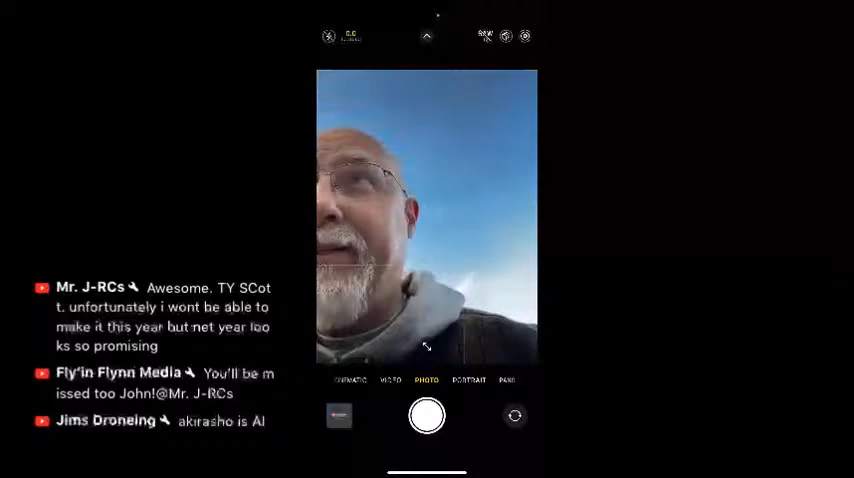 RAW
Mr. J-RCs Awesome. TY SCot
t. unfortunately i wont be able to
make it this year but net year loo
ks so promising
Fly'in Flynn Media You'll be m
issed too John!@Mr. J-RCs
Jims Droneing akirasho is AI
CINEMATIC VIDEO PHOTO PORTRAIT PANO